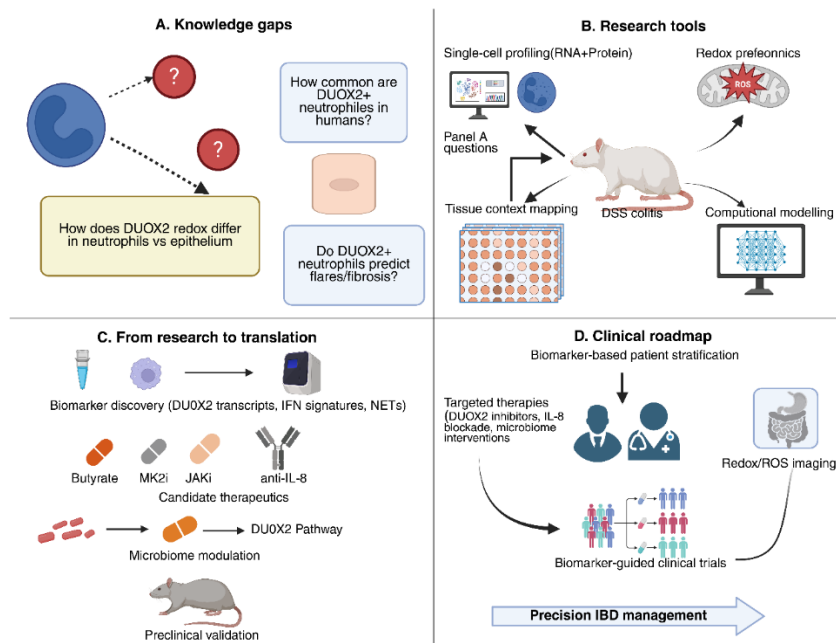 A. Knowledge gaps
?
?
How common are
DUOX2+
neutrophiles in
humans?
How does DUOX2 redox differ
in neutrophils vs epithelium
Do DUOX2+
neutrophils predict
flares/fibrosis?
B. Research tools
Single-cell profiling(RNA+Protein)
Redox prefeonnics
ROS
Panel A
questions
Tissue context mapping
DSS colitis
Computional modelling
C. From research to translation
Biomarker discovery (DU0X2 transcripts, IFN signatures, NETs)
Butyrate
MK2i
JAKi
anti-IL-8
Candidate therapeutics
DU0X2 Pathway
Microbiome modulation
Preclinical validation
D. Clinical roadmap
Biomarker-based patient stratification
Targeted therapies
(DUOX2 inhibitors, IL-8
blockade, microbiome
interventions
Redox/ROS imaging
Biomarker-guided clinical trials
Precision IBD management